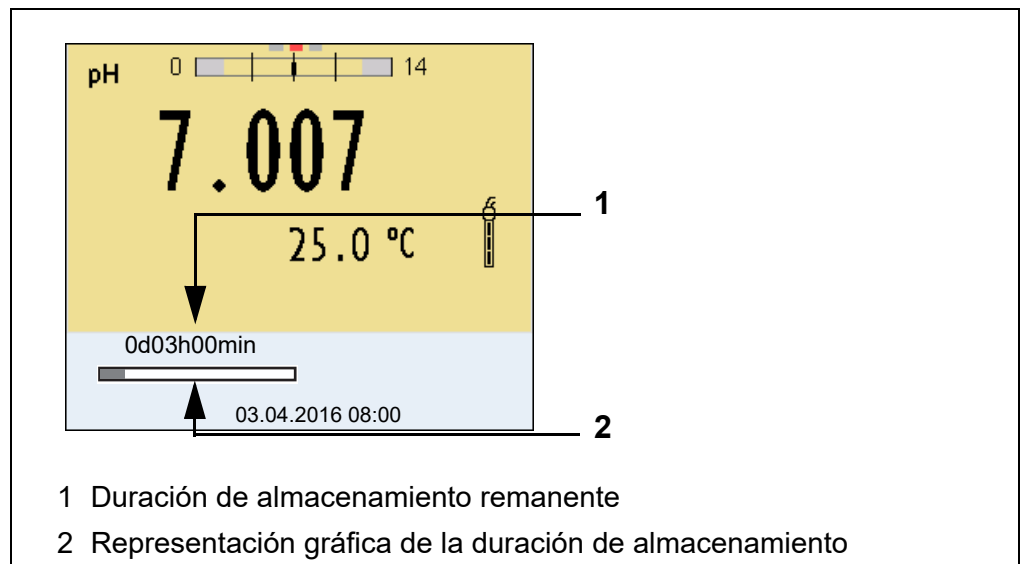 pH 0 14
7.007
25.0 °C
1
0d03h00min
03.04.2016 08:00
2
1 Duración de almacenamiento remanente
2 Representación gráfica de la duración de almacenamiento